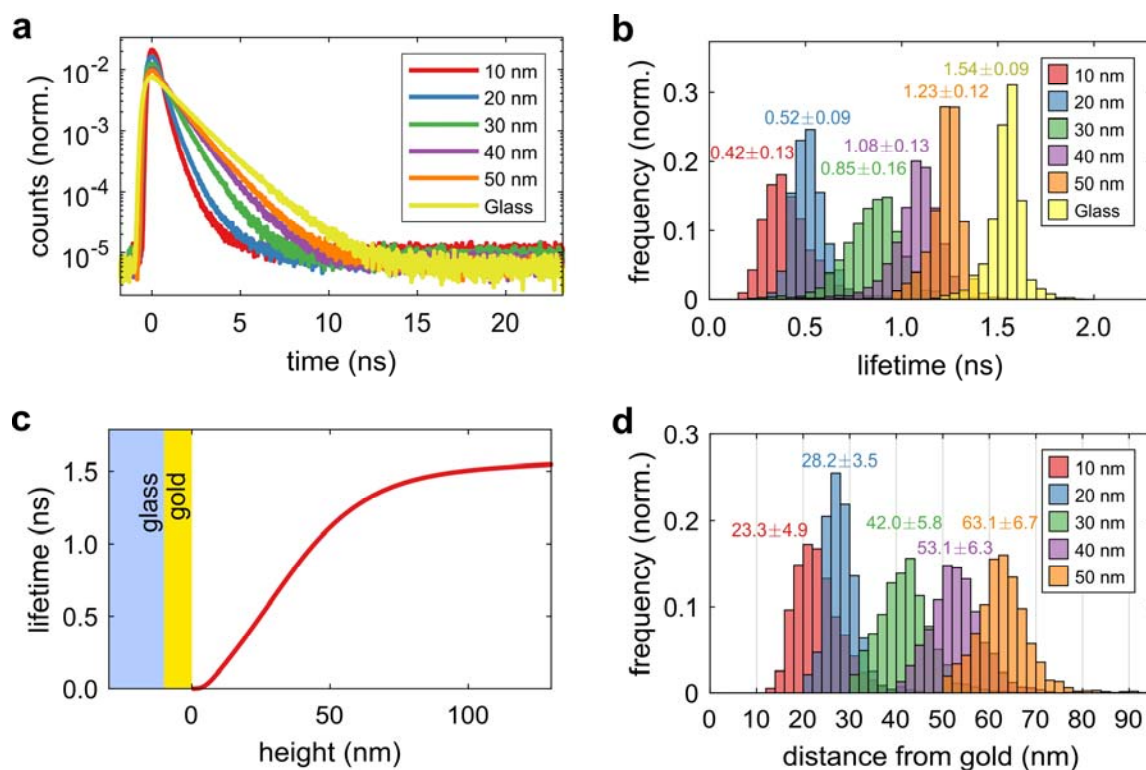 a
counts (norm.)
10⁻²
10⁻³
10⁻⁴
10⁻⁵
0
5
10
15
20
time (ns)
10 nm
20 nm
30 nm
40 nm
50 nm
Glass
b
frequency (norm.)
0.3
0.2
0.1
0
0.0
0.5
1.0
1.5
2.0
lifetime (ns)
1.54±0.09
1.23±0.12
0.52±0.09
1.08±0.13
0.42±0.13
0.85±0.16
10 nm
20 nm
30 nm
40 nm
50 nm
Glass
c
lifetime (ns)
1.5
1.0
0.5
0.0
glass
gold
0
50
100
height (nm)
d
frequency (norm.)
0.3
0.2
0.1
0
0
10
20
30
40
50
60
70
80
90
distance from gold (nm)
28.2±3.5
23.3±4.9
42.0±5.8
63.1±6.7
53.1±6.3
10 nm
20 nm
30 nm
40 nm
50 nm